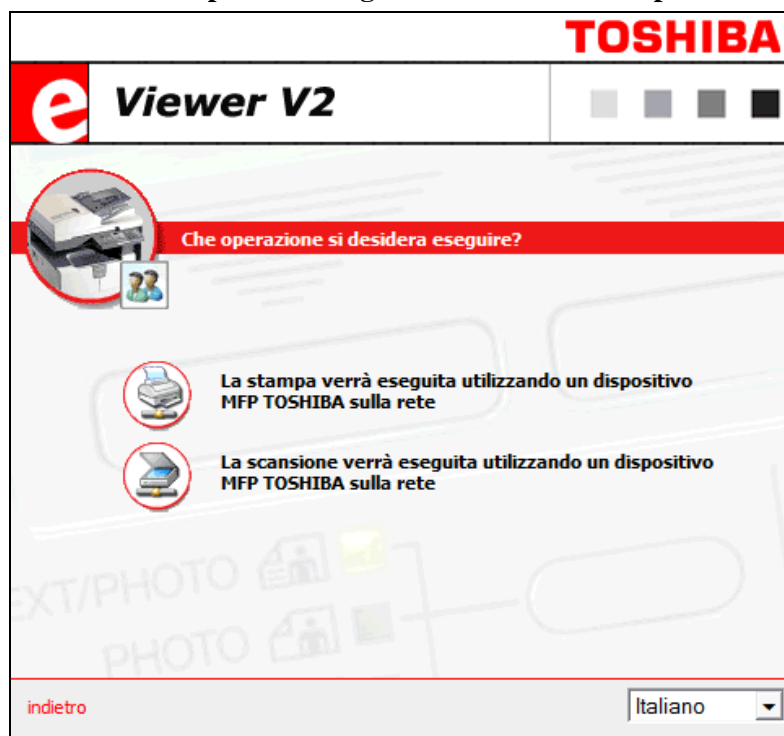 TOSHIBA
e Viewer V2
Che operazione si desidera eseguire?
La stampa verrà eseguita utilizzando un dispositivo
MFP TOSHIBA sulla rete
La scansione verrà eseguita utilizzando un dispositivo
MFP TOSHIBA sulla rete
EXT/PHOTO
PHOTO
indietro
Italiano